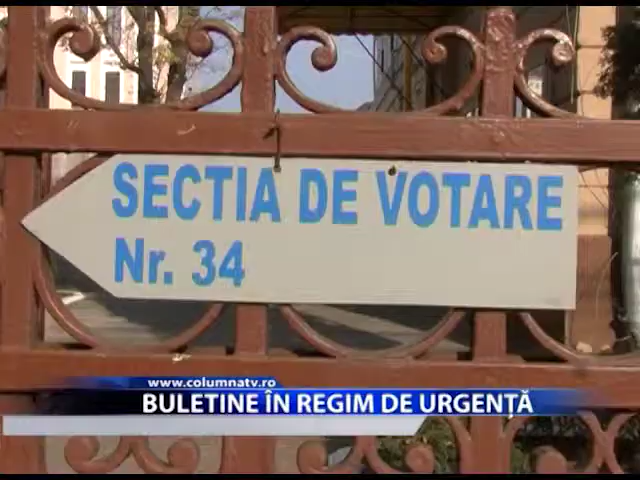 SECTIA DE VOTARE
Nr. 34
www.columnatv.ro
BULETINE ÎN REGIM DE URGENȚĂ